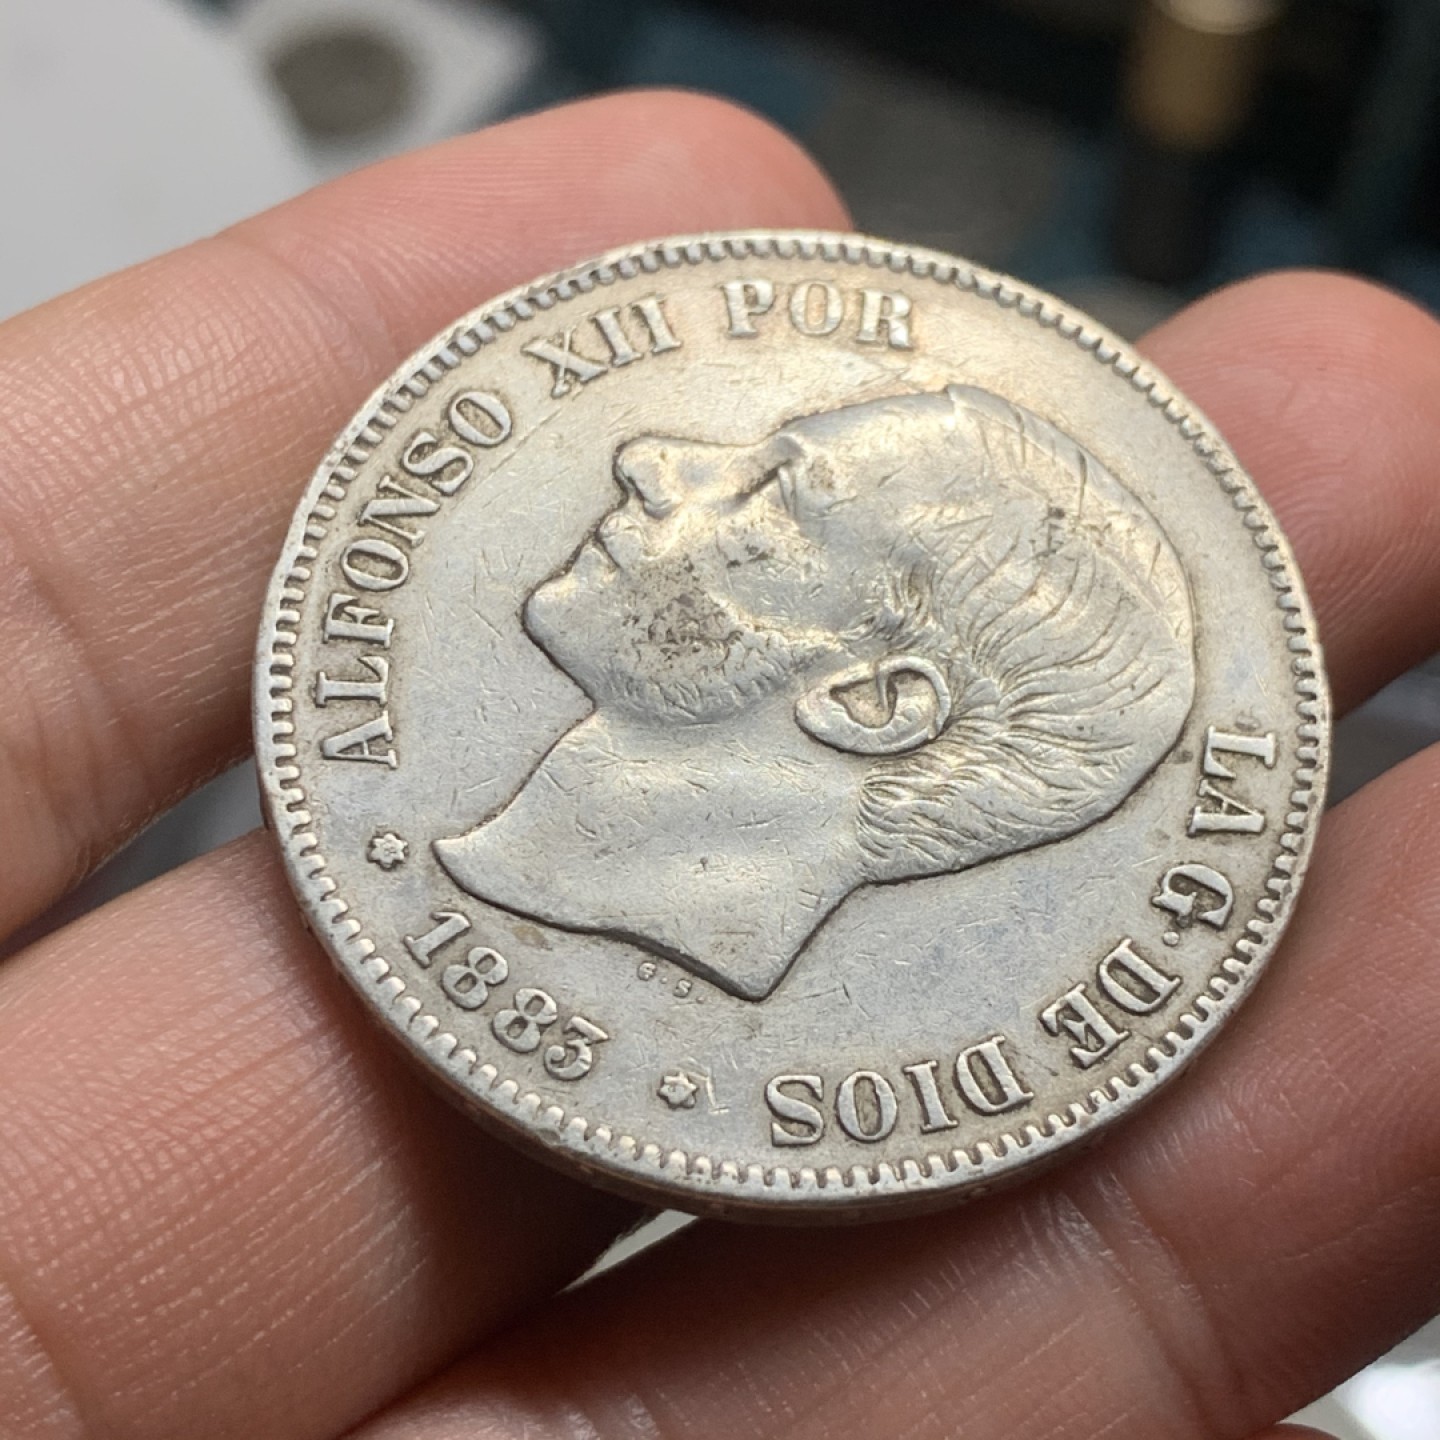 ALFONSO XII POR LA G. DE DIOS
1883
G.S.